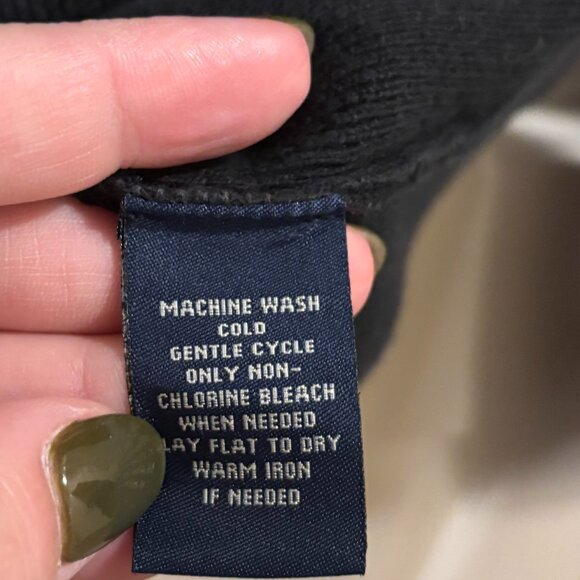 MACHINE WASH
COLD
GENTLE CYCLE
ONLY NON-
CHLORINE BLEACH
WHEN NEEDED
LAY FLAT TO DRY
WARM IRON
IF NEEDED